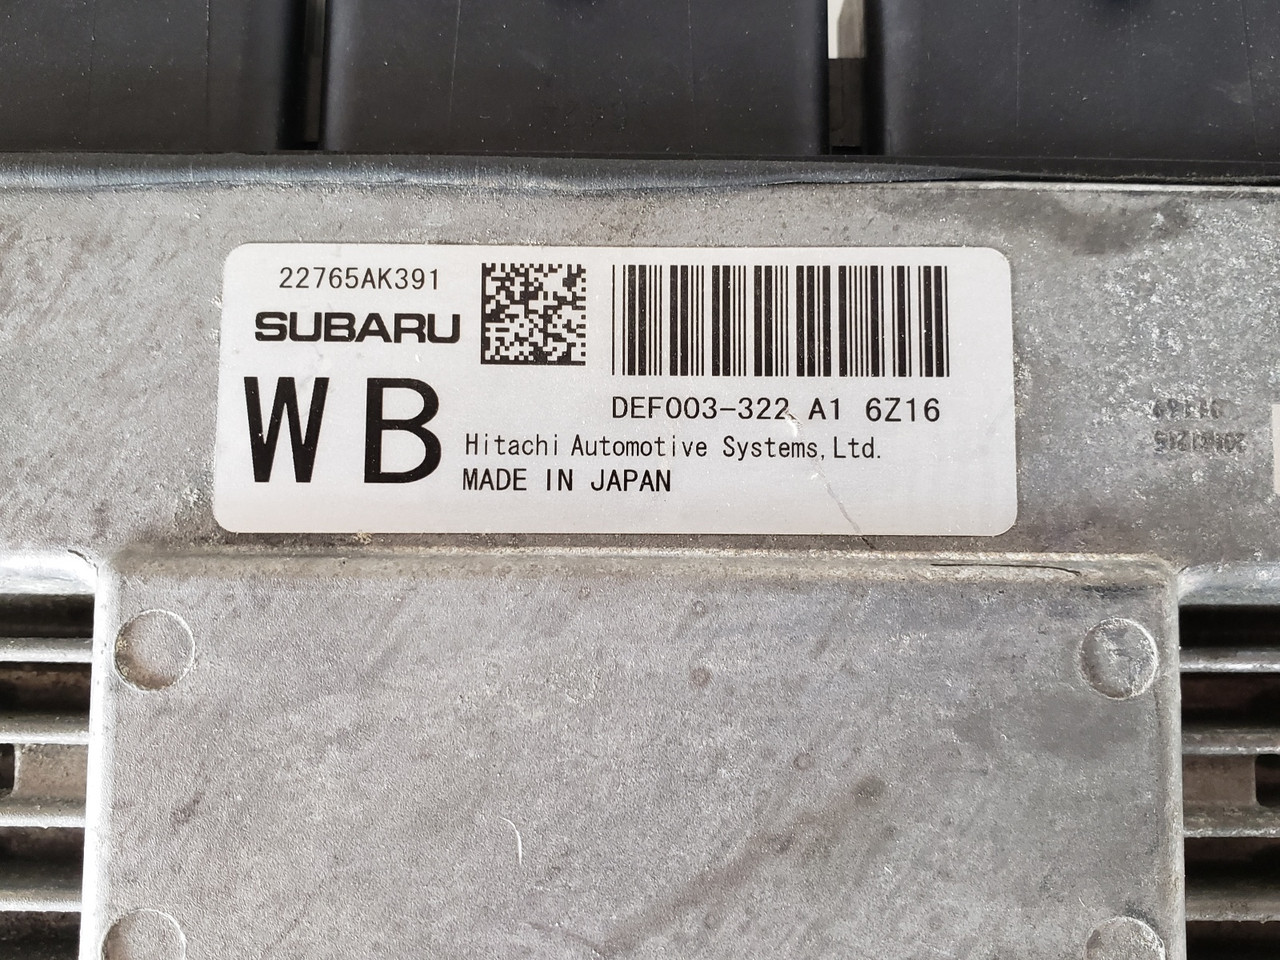 22765AK391
SUBARU
WB
DEF003-322 A1 6Z16
Hitachi Automotive Systems, Ltd.
MADE IN JAPAN